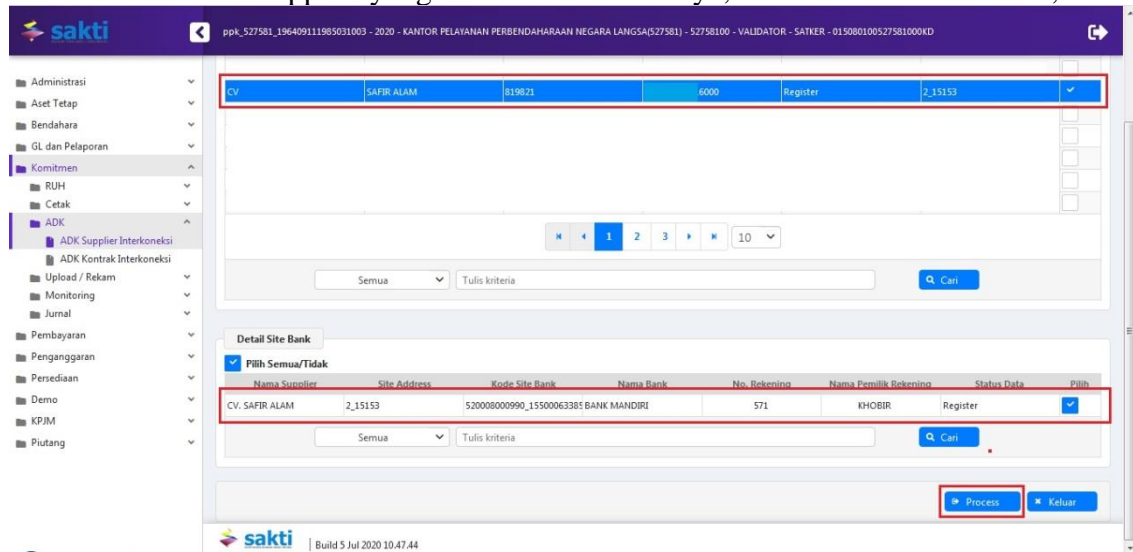 sakti
ppk_527581_196409111985031003 - 2020 - KANTOR PELAYANAN PERBENDAHARAAN NEGARA LANGSA(527581) - 52758100 - VALIDATOR - SATKER - 015080100527581000KD
Administrasi
Aset Tetap
Bendahara
GL dan Pelaporan
Komitmen
RUH
Cetak
ADK
ADK Supplier Interkoneksi
ADK Kontrak Interkoneksi
Upload / Rekam
Monitoring
Jurnal
Pembayaran
Penganggaran
Persediaan
Demo
KPJM
Piutang
CV SAFIR ALAM 819821 6000 Register 2_15153
1 2 3 10
Semua Tulis kriteria Cari
Detail Site Bank
Pilih Semua/Tidak
Nama Supplier Site Address Kode Site Bank Nama Bank No. Rekening Nama Pemilik Rekening Status Data Pilih
CV. SAFIR ALAM 2_15153 520008000990_15500063385 BANK MANDIRI 571 KHOBIR Register
Semua Tulis kriteria Cari
Process Keluar
sakti Build 5 Jul 2020 10.47.44